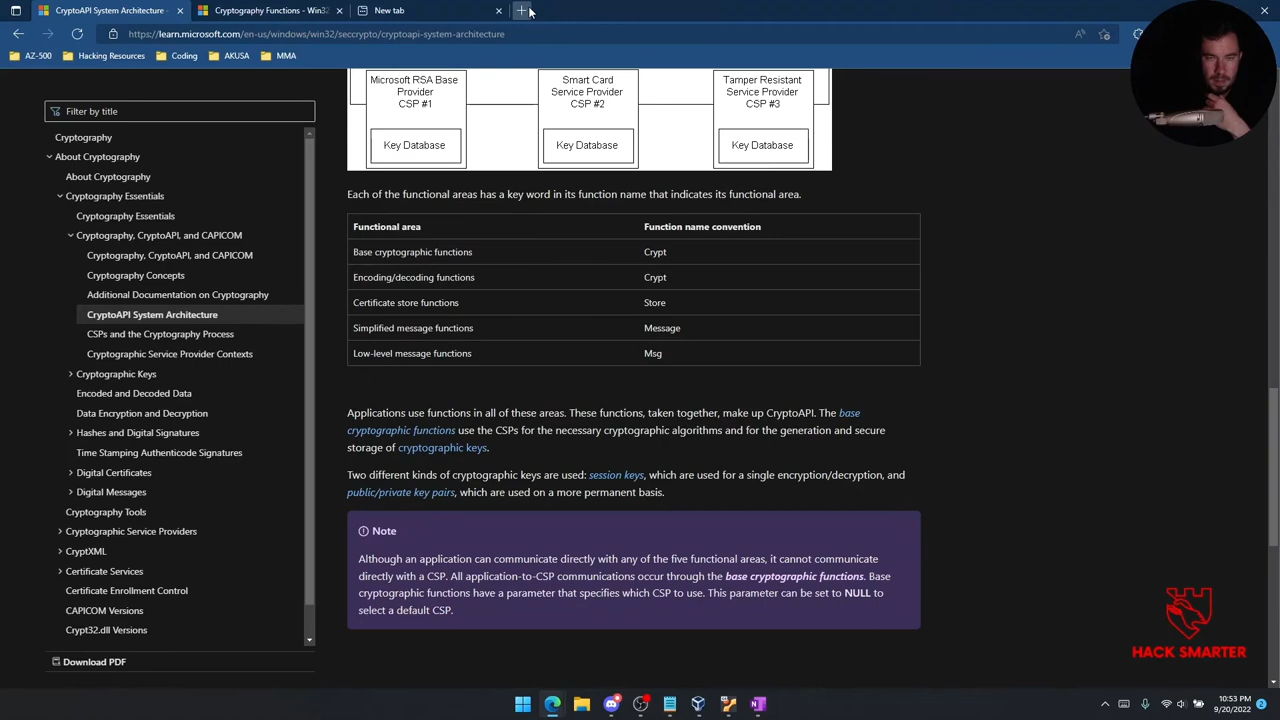 CryptoAPI System Architecture -
Cryptography Functions - Win32
New tab
https://learn.microsoft.com/en-us/windows/win32/seccrypto/cryptoapi-system-architecture
AZ-500
Hacking Resources
Coding
AKUSA
MMA
Filter by title
Cryptography
About Cryptography
About Cryptography
Cryptography Essentials
Cryptography Essentials
Cryptography, CryptoAPI, and CAPICOM
Cryptography, CryptoAPI, and CAPICOM
Cryptography Concepts
Additional Documentation on Cryptography
CryptoAPI System Architecture
CSPs and the Cryptography Process
Cryptographic Service Provider Contexts
Cryptographic Keys
Encoded and Decoded Data
Data Encryption and Decryption
Hashes and Digital Signatures
Time Stamping Authenticode Signatures
Digital Certificates
Digital Messages
Cryptography Tools
Cryptographic Service Providers
CryptXML
Certificate Services
Certificate Enrollment Control
CAPICOM Versions
Crypt32.dll Versions
Download PDF
Microsoft RSA Base
Provider
CSP #1
Key Database
Smart Card
Service Provider
CSP #2
Key Database
Tamper Resistant
Service Provider
CSP #3
Key Database
Each of the functional areas has a key word in its function name that indicates its functional area.
Functional area Function name convention
Base cryptographic functions Crypt
Encoding/decoding functions Crypt
Certificate store functions Store
Simplified message functions Message
Low-level message functions Msg
Applications use functions in all of these areas. These functions, taken together, make up CryptoAPI. The base
cryptographic functions use the CSPs for the necessary cryptographic algorithms and for the generation and secure
storage of cryptographic keys.
Two different kinds of cryptographic keys are used: session keys, which are used for a single encryption/decryption, and
public/private key pairs, which are used on a more permanent basis.
Note
Although an application can communicate directly with any of the five functional areas, it cannot communicate
directly with a CSP. All application-to-CSP communications occur through the base cryptographic functions. Base
cryptographic functions have a parameter that specifies which CSP to use. This parameter can be set to NULL to
select a default CSP.
HACK SMARTER
10:53 PM
9/20/2022
2